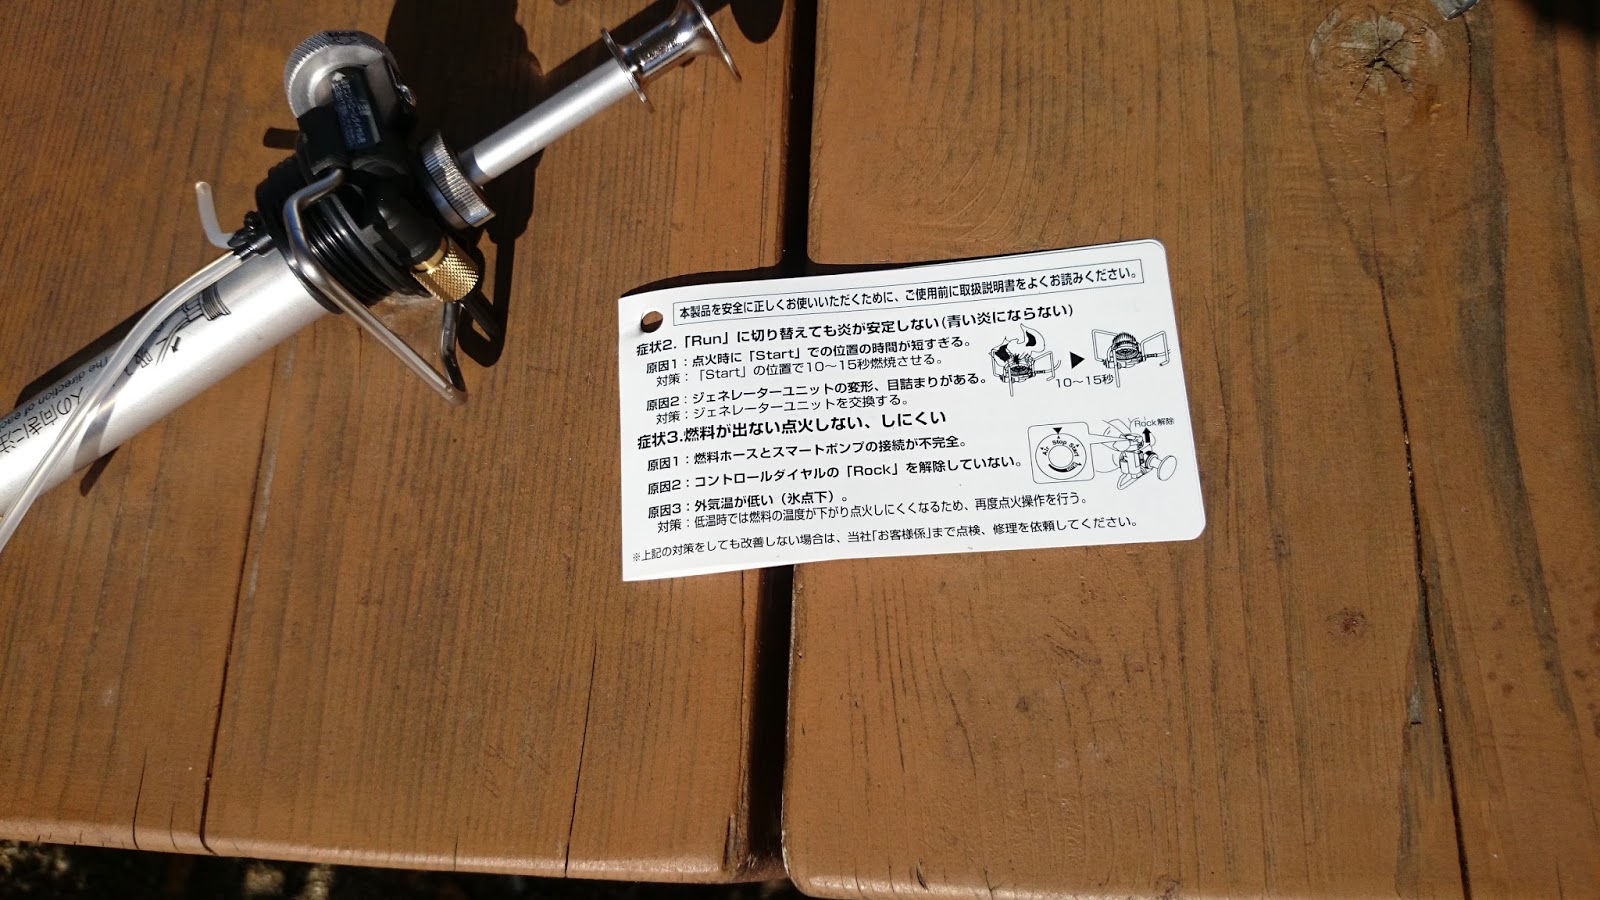 本製品を安全に正しくお使いいただくために、ご使用前に取扱説明書をよくお読みください。
症状2.「Run」に切り替えても炎が安定しない(青い炎にならない)
原因1：点火時に「Start」での位置の時間が短すぎる。
対策：「Start」の位置で10～15秒燃焼させる。
原因2：ジェネレーターユニットの変形、目詰まりがある。
対策：ジェネレーターユニットを交換する。
10～15秒
症状3.燃料が出ない点火しない、しにくい
原因1：燃料ホースとスマートポンプの接続が不完全。
原因2：コントロールダイヤルの「Rock」を解除していない。
Rock解除
Air Stop Start Run
原因3：外気温が低い（氷点下）。
対策：低温時では燃料の温度が下がり点火しにくくなるため、再度点火操作を行う。
※上記の対策をしても改善しない場合は、当社｢お客様係｣まで点検、修理を依頼してください。
の向きに注
The direction of